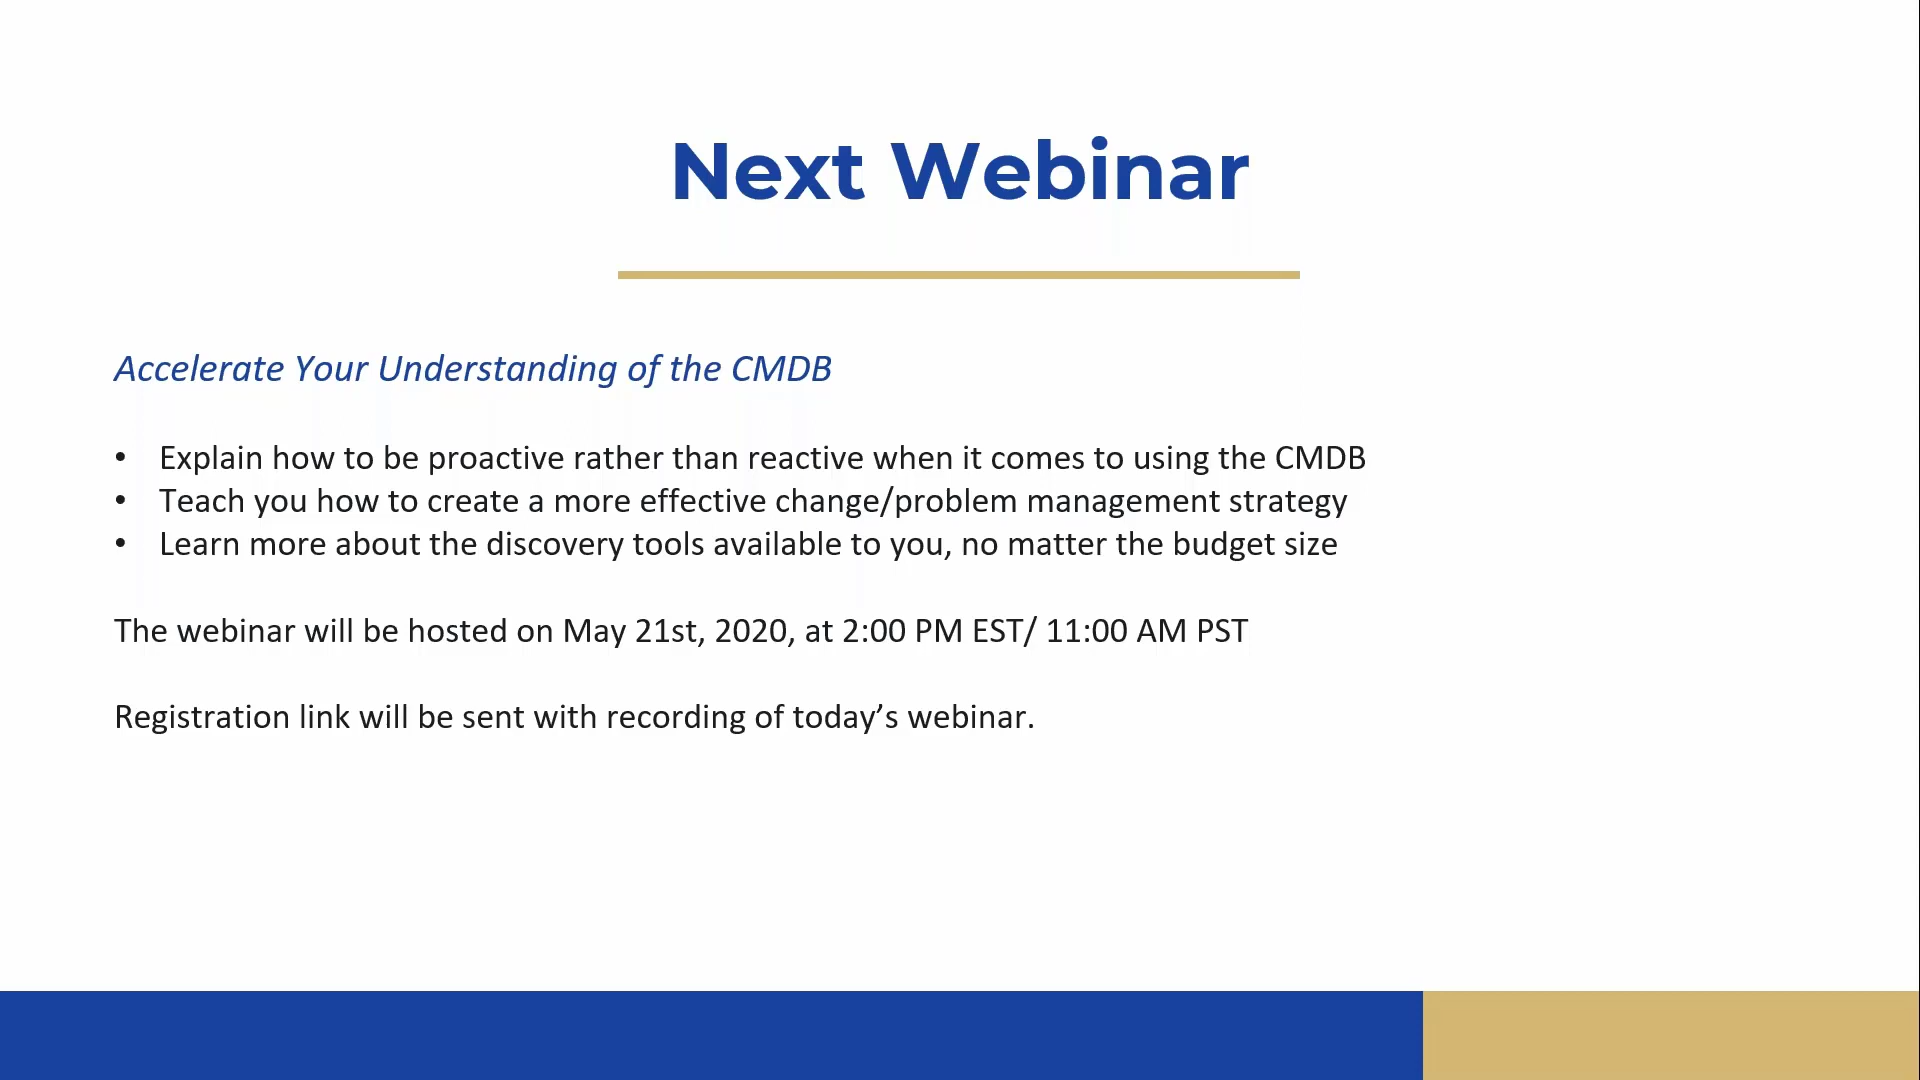 Next Webinar
Accelerate Your Understanding of the CMDB
• Explain how to be proactive rather than reactive when it comes to using the CMDB
• Teach you how to create a more effective change/problem management strategy
• Learn more about the discovery tools available to you, no matter the budget size
The webinar will be hosted on May 21st, 2020, at 2:00 PM EST/ 11:00 AM PST
Registration link will be sent with recording of today’s webinar.